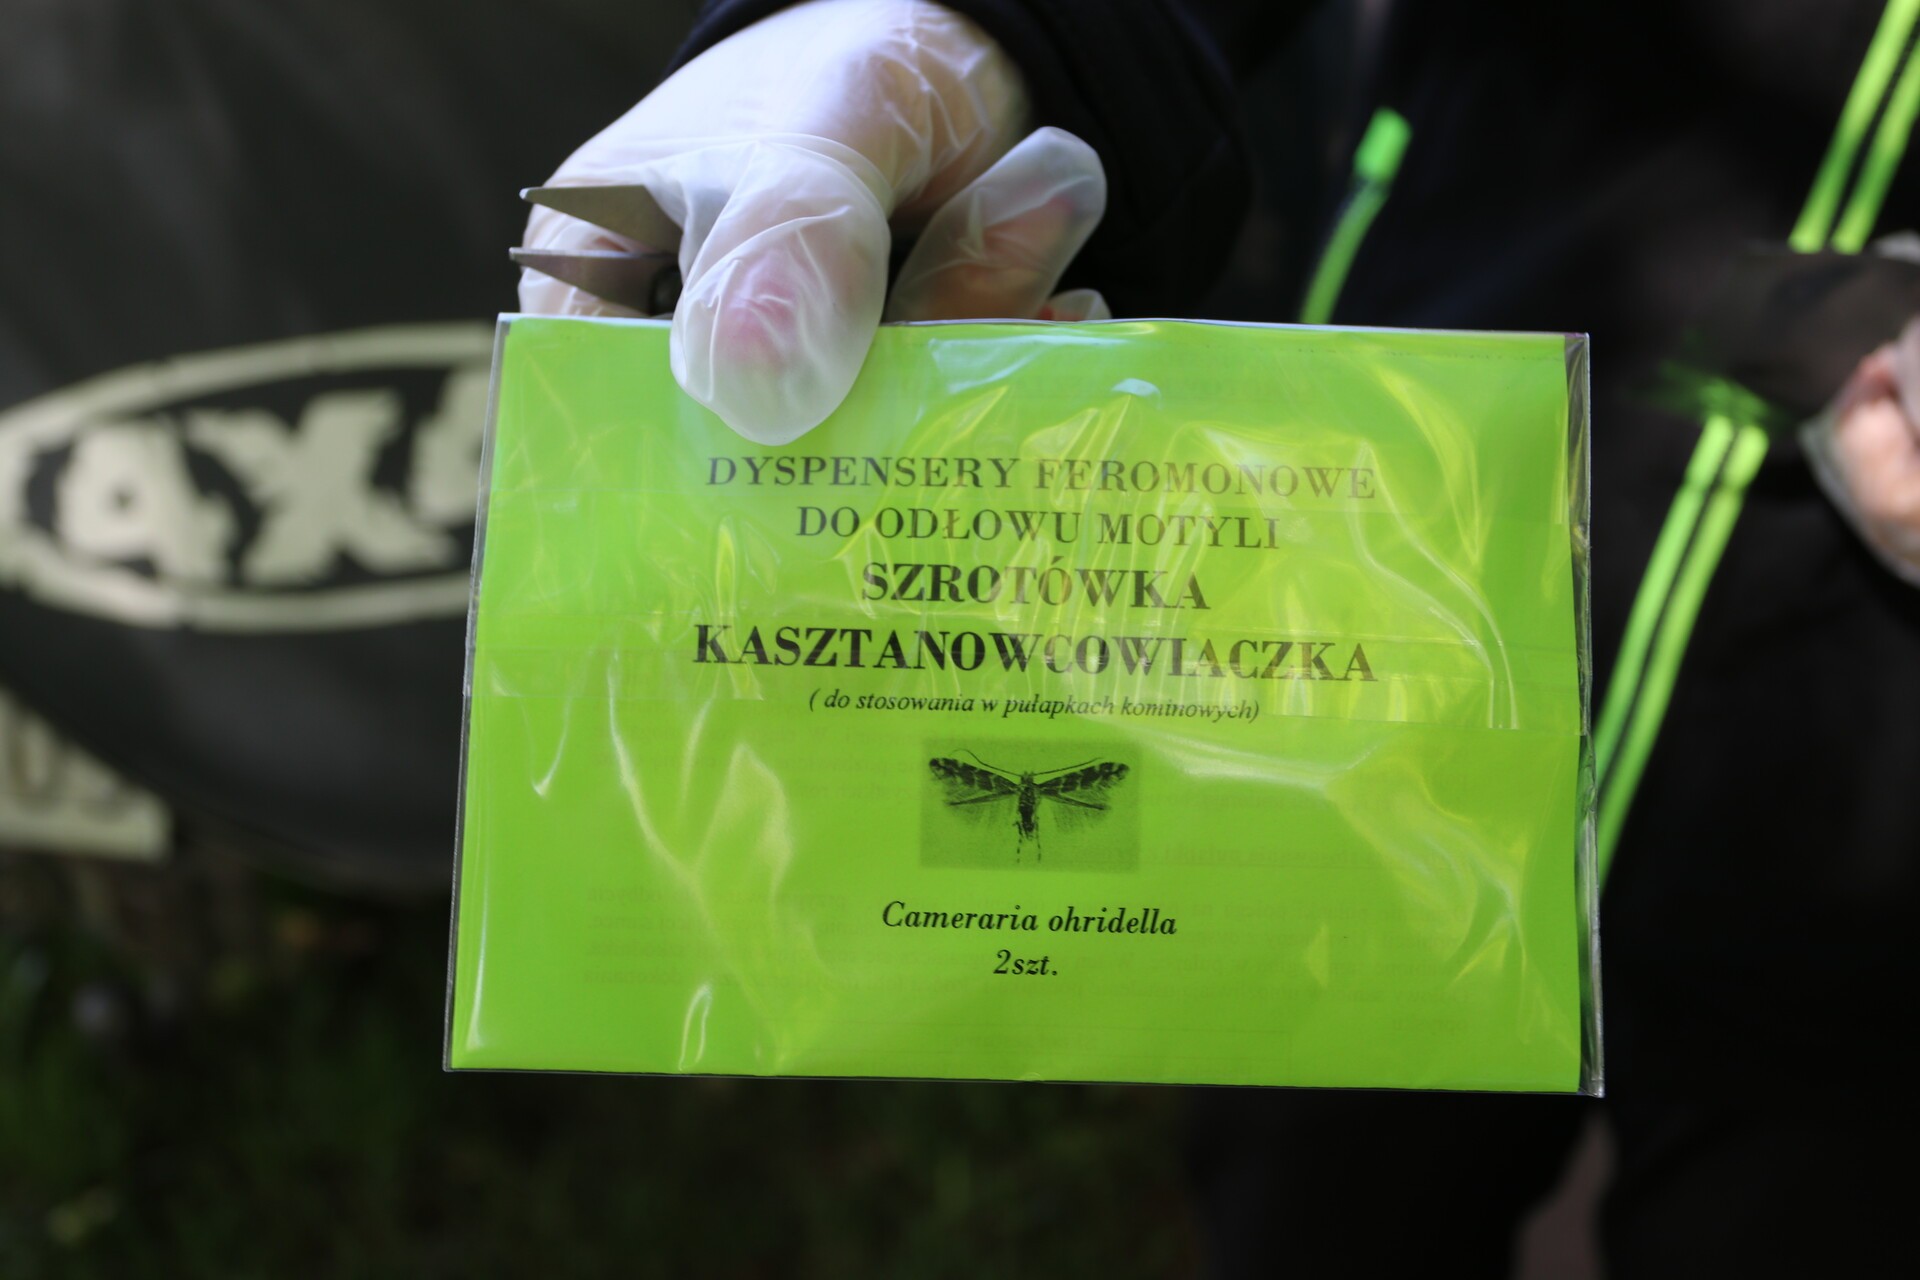 DYSPENSERY FEROMONOWE
DO ODŁOWU MOTYLI
SZROTÓWKA
KASZTANOWCOWIACZKA
( do stosowania w pułapkach kominowych)
Cameraria ohridella
2szt.